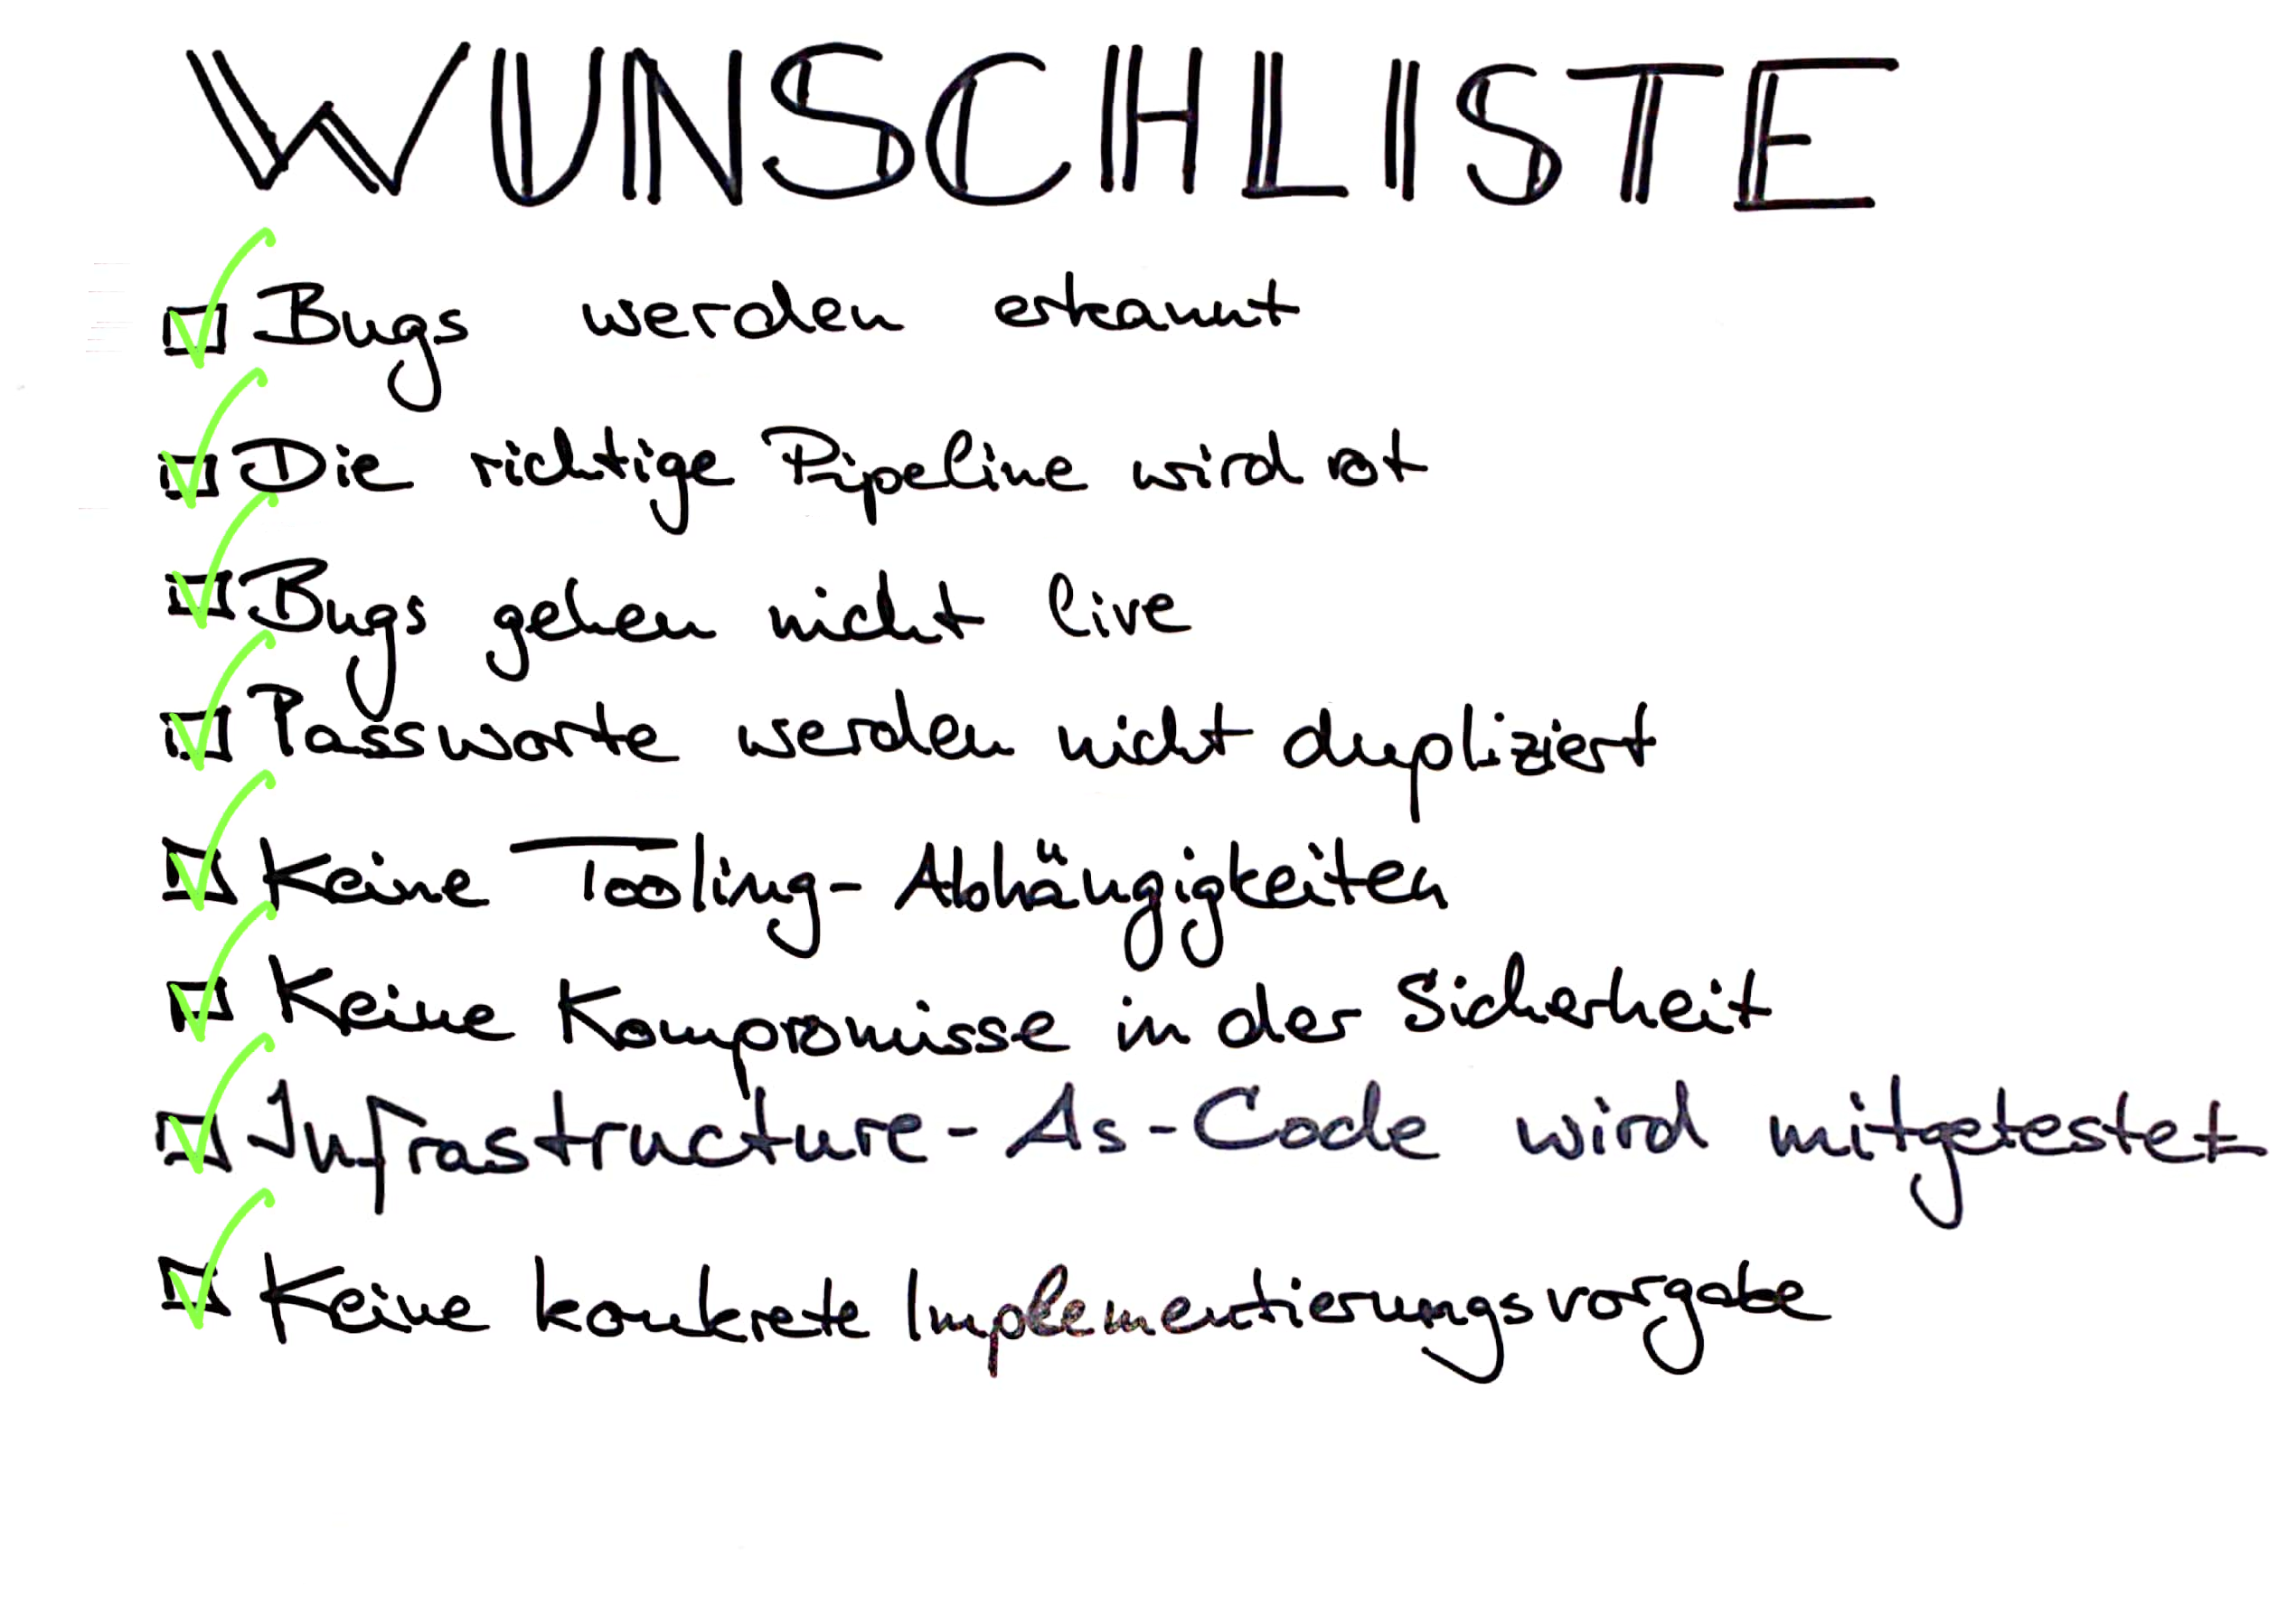 WUNSCHLISTE
Bugs werden erkannt
Die richtige Pipeline wird rot
Bugs gehen nicht live
Passworte werden nicht dupliziert
Keine Tooling-Abhängigkeiten
Keine Kompromisse in der Sicherheit
Infrastructure-As-Code wird mitgetestet
Keine konkrete Implementierungsvorgabe